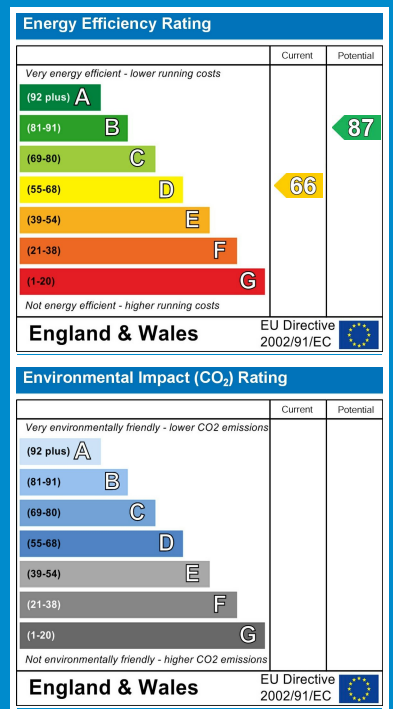 Energy Efficiency Rating
Current Potential
Very energy efficient - lower running costs
(92 plus) A
(81-91) B 87
(69-80) C
(55-68) D 66
(39-54) E
(21-38) F
(1-20) G
Not energy efficient - higher running costs
England & Wales EU Directive 2002/91/EC
Environmental Impact (CO₂) Rating
Current Potential
Very environmentally friendly - lower CO2 emissions
(92 plus) A
(81-91) B
(69-80) C
(55-68) D
(39-54) E
(21-38) F
(1-20) G
Not environmentally friendly - higher CO2 emissions
England & Wales EU Directive 2002/91/EC